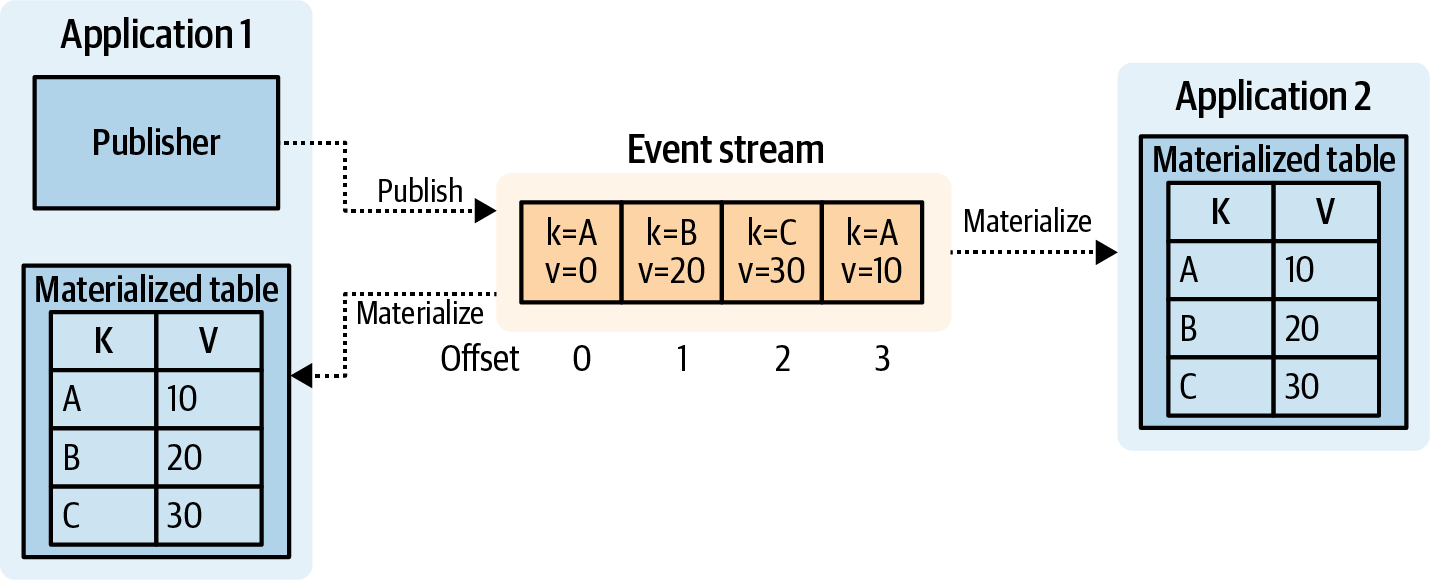 Application 1
Publisher
Publish
Materialized table
K V
A 10
B 20
C 30
Materialize
Event stream
k=A k=B k=C k=A
v=0 v=20 v=30 v=10
Offset 0 1 2 3
Materialize
Application 2
Materialized table
K V
A 10
B 20
C 30